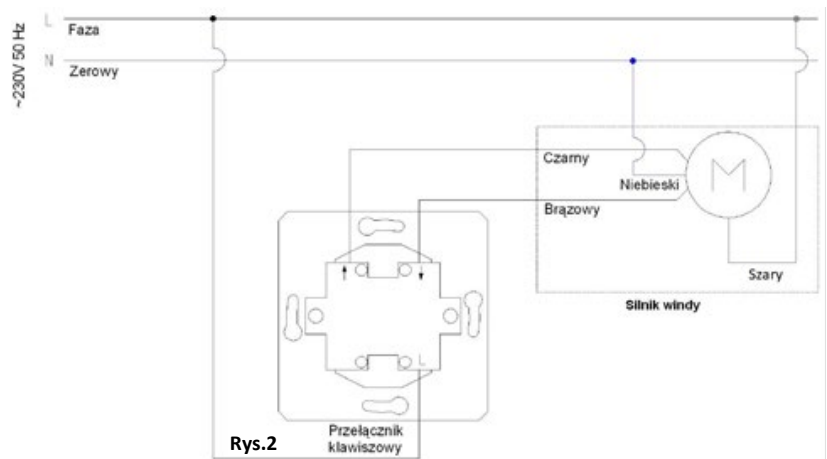 L
Faza
N
Zerowy
~230V 50 Hz
Czarny
Niebieski
M
Brązowy
Szary
Silnik windy
L
Rys.2
Przełącznik
klawiszowy